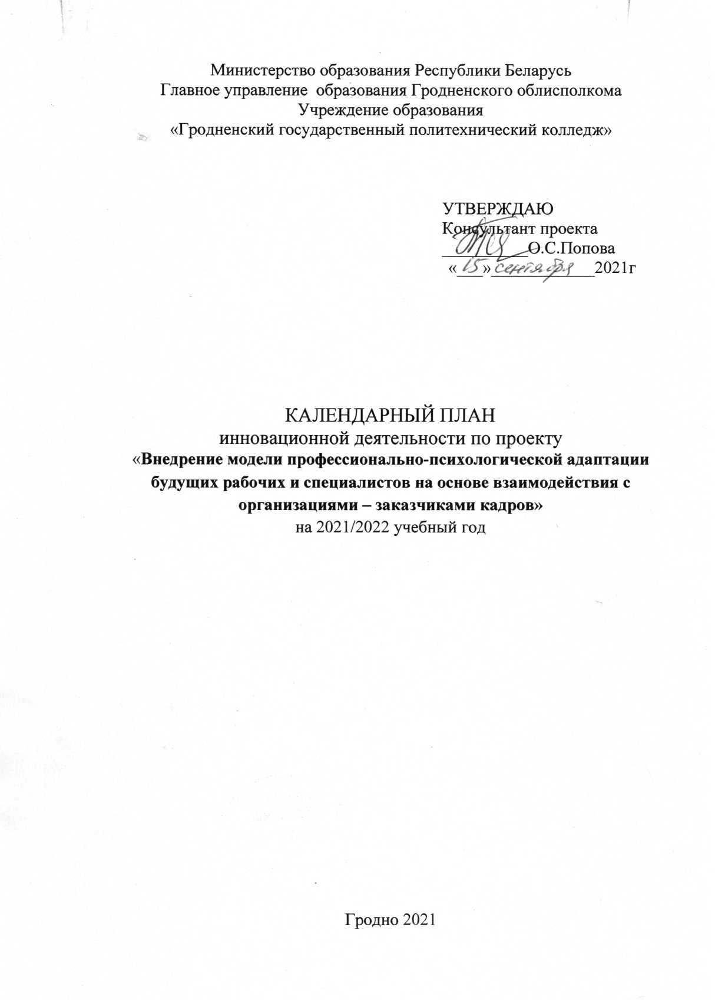 Министерство образования Республики Беларусь
Главное управление образования Гродненского облисполкома
Учреждение образования
«Гродненский государственный политехнический колледж»
УТВЕРЖДАЮ
Консультант проекта
__________О.С.Попова
«15» сентября 2021г
КАЛЕНДАРНЫЙ ПЛАН
инновационной деятельности по проекту
«Внедрение модели профессионально-психологической адаптации
будущих рабочих и специалистов на основе взаимодействия с
организациями – заказчиками кадров»
на 2021/2022 учебный год
Гродно 2021